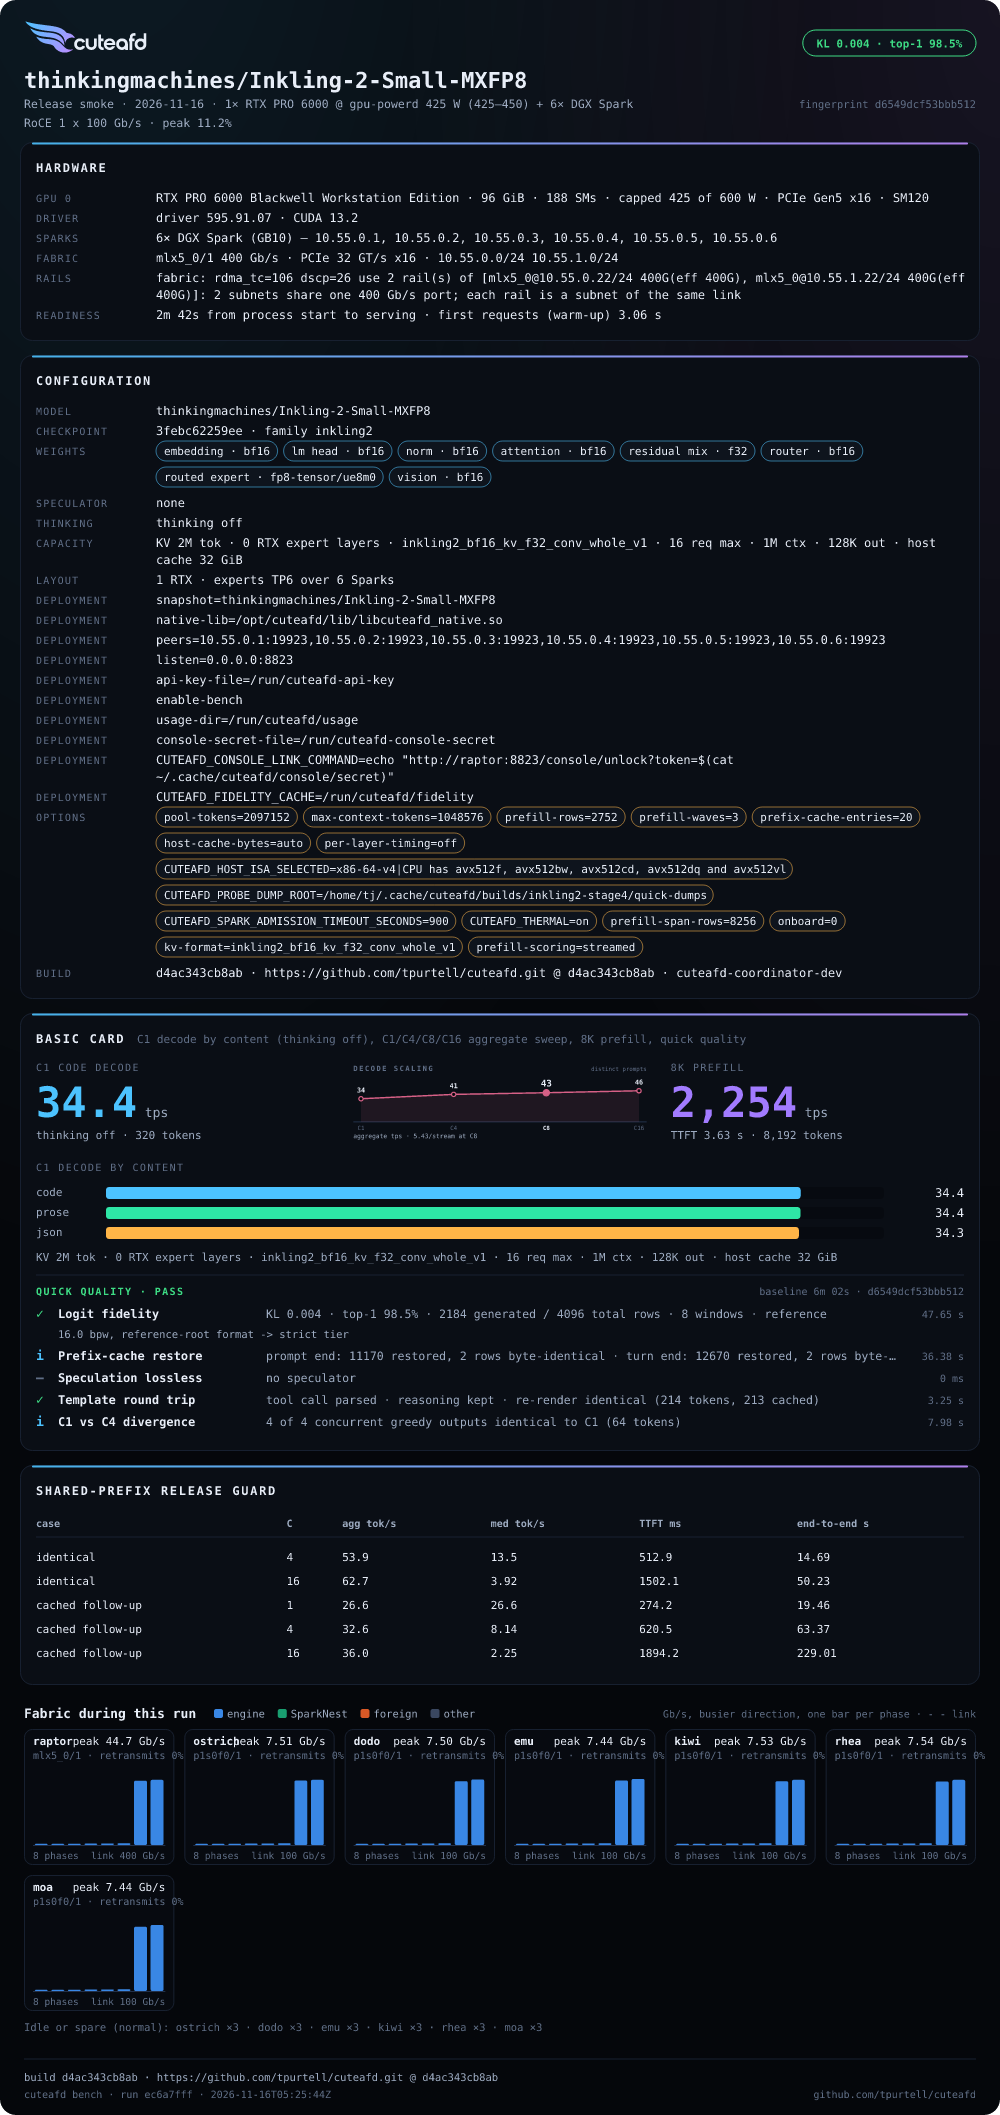 cuteafd
KL 0.004 · top-1 98.5%
thinkingmachines/Inkling-2-Small-MXFP8
Release smoke · 2026-11-16 · 1× RTX PRO 6000 @ gpu-powerd 425 W (425–450) + 6× DGX Spark
fingerprint d6549dcf53bbb512
RoCE 1 x 100 Gb/s · peak 11.2%
HARDWARE
GPU 0 RTX PRO 6000 Blackwell Workstation Edition · 96 GiB · 188 SMs · capped 425 of 600 W · PCIe Gen5 x16 · SM120
DRIVER driver 595.91.07 · CUDA 13.2
SPARKS 6× DGX Spark (GB10) — 10.55.0.1, 10.55.0.2, 10.55.0.3, 10.55.0.4, 10.55.0.5, 10.55.0.6
FABRIC mlx5_0/1 400 Gb/s · PCIe 32 GT/s x16 · 10.55.0.0/24 10.55.1.0/24
RAILS fabric: rdma_tc=106 dscp=26 use 2 rail(s) of [mlx5_0@10.55.0.22/24 400G(eff 400G), mlx5_0@10.55.1.22/24 400G(eff
400G)]: 2 subnets share one 400 Gb/s port; each rail is a subnet of the same link
READINESS 2m 42s from process start to serving · first requests (warm-up) 3.06 s
CONFIGURATION
MODEL thinkingmachines/Inkling-2-Small-MXFP8
CHECKPOINT 3febc62259ee · family inkling2
WEIGHTS embedding · bf16 lm head · bf16 norm · bf16 attention · bf16 residual mix · f32 router · bf16
routed expert · fp8-tensor/ue8m0 vision · bf16
SPECULATOR none
THINKING thinking off
CAPACITY KV 2M tok · 0 RTX expert layers · inkling2_bf16_kv_f32_conv_whole_v1 · 16 req max · 1M ctx · 128K out · host
cache 32 GiB
LAYOUT 1 RTX · experts TP6 over 6 Sparks
DEPLOYMENT snapshot=thinkingmachines/Inkling-2-Small-MXFP8
DEPLOYMENT native-lib=/opt/cuteafd/lib/libcuteafd_native.so
DEPLOYMENT peers=10.55.0.1:19923,10.55.0.2:19923,10.55.0.3:19923,10.55.0.4:19923,10.55.0.5:19923,10.55.0.6:19923
DEPLOYMENT listen=0.0.0.0:8823
DEPLOYMENT api-key-file=/run/cuteafd-api-key
DEPLOYMENT enable-bench
DEPLOYMENT usage-dir=/run/cuteafd/usage
DEPLOYMENT console-secret-file=/run/cuteafd-console-secret
DEPLOYMENT CUTEAFD_CONSOLE_LINK_COMMAND=echo "http://raptor:8823/console/unlock?token=$(cat
~/.cache/cuteafd/console/secret)"
DEPLOYMENT CUTEAFD_FIDELITY_CACHE=/run/cuteafd/fidelity
OPTIONS pool-tokens=2097152 max-context-tokens=1048576 prefill-rows=2752 prefill-waves=3 prefix-cache-entries=20
host-cache-bytes=auto per-layer-timing=off
CUTEAFD_HOST_ISA_SELECTED=x86-64-v4|CPU has avx512f, avx512bw, avx512cd, avx512dq and avx512vl
CUTEAFD_PROBE_DUMP_ROOT=/home/tj/.cache/cuteafd/builds/inkling2-stage4/quick-dumps
CUTEAFD_SPARK_ADMISSION_TIMEOUT_SECONDS=900 CUTEAFD_THERMAL=on prefill-span-rows=8256 onboard=0
kv-format=inkling2_bf16_kv_f32_conv_whole_v1 prefill-scoring=streamed
BUILD d4ac343cb8ab · https://github.com/tpurtell/cuteafd.git @ d4ac343cb8ab · cuteafd-coordinator-dev
BASIC CARD C1 decode by content (thinking off), C1/C4/C8/C16 aggregate sweep, 8K prefill, quick quality
C1 CODE DECODE
34.4 tps
thinking off · 320 tokens
DECODE SCALING distinct prompts
34 41 43 46
C1 C4 C8 C16
aggregate tps · 5.43/stream at C8
8K PREFILL
2,254 tps
TTFT 3.63 s · 8,192 tokens
C1 DECODE BY CONTENT
code 34.4
prose 34.4
json 34.3
KV 2M tok · 0 RTX expert layers · inkling2_bf16_kv_f32_conv_whole_v1 · 16 req max · 1M ctx · 128K out · host cache 32 GiB
QUICK QUALITY · PASS baseline 6m 02s · d6549dcf53bbb512
✓ Logit fidelity KL 0.004 · top-1 98.5% · 2184 generated / 4096 total rows · 8 windows · reference 47.65 s
16.0 bpw, reference-root format -> strict tier
i Prefix-cache restore prompt end: 11170 restored, 2 rows byte-identical · turn end: 12670 restored, 2 rows byte-… 36.38 s
— Speculation lossless no speculator 0 ms
✓ Template round trip tool call parsed · reasoning kept · re-render identical (214 tokens, 213 cached) 3.25 s
i C1 vs C4 divergence 4 of 4 concurrent greedy outputs identical to C1 (64 tokens) 7.98 s
SHARED-PREFIX RELEASE GUARD
case C agg tok/s med tok/s TTFT ms end-to-end s
identical 4 53.9 13.5 512.9 14.69
identical 16 62.7 3.92 1502.1 50.23
cached follow-up 1 26.6 26.6 274.2 19.46
cached follow-up 4 32.6 8.14 620.5 63.37
cached follow-up 16 36.0 2.25 1894.2 229.01
Fabric during this run engine SparkNest foreign other Gb/s, busier direction, one bar per phase · - - link
raptor peak 44.7 Gb/s
mlx5_0/1 · retransmits 0%
8 phases link 400 Gb/s
ostrich peak 7.51 Gb/s
p1s0f0/1 · retransmits 0%
8 phases link 100 Gb/s
dodo peak 7.50 Gb/s
p1s0f0/1 · retransmits 0%
8 phases link 100 Gb/s
emu peak 7.44 Gb/s
p1s0f0/1 · retransmits 0%
8 phases link 100 Gb/s
kiwi peak 7.53 Gb/s
p1s0f0/1 · retransmits 0%
8 phases link 100 Gb/s
rhea peak 7.54 Gb/s
p1s0f0/1 · retransmits 0%
8 phases link 100 Gb/s
moa peak 7.44 Gb/s
p1s0f0/1 · retransmits 0%
8 phases link 100 Gb/s
Idle or spare (normal): ostrich ×3 · dodo ×3 · emu ×3 · kiwi ×3 · rhea ×3 · moa ×3
build d4ac343cb8ab · https://github.com/tpurtell/cuteafd.git @ d4ac343cb8ab
cuteafd bench · run ec6a7fff · 2026-11-16T05:25:44Z
github.com/tpurtell/cuteafd